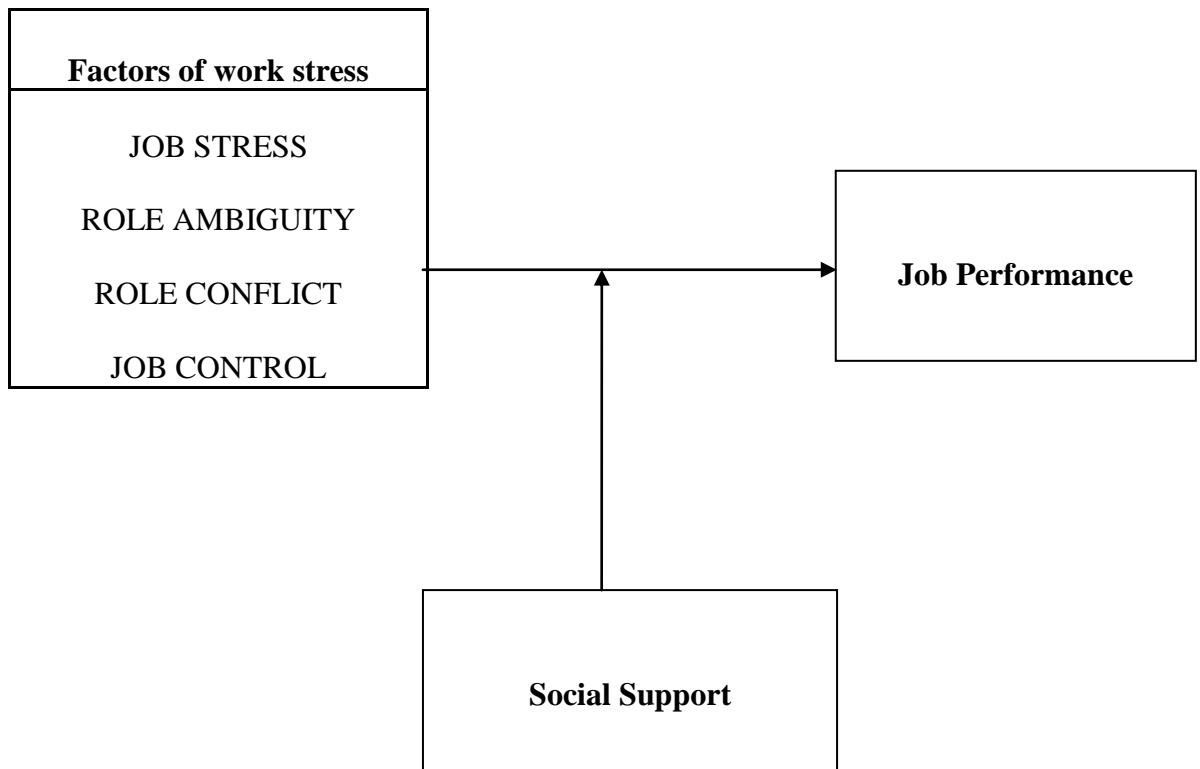 Factors of work stress
JOB STRESS
ROLE AMBIGUITY
ROLE CONFLICT
JOB CONTROL
Job Performance
Social Support